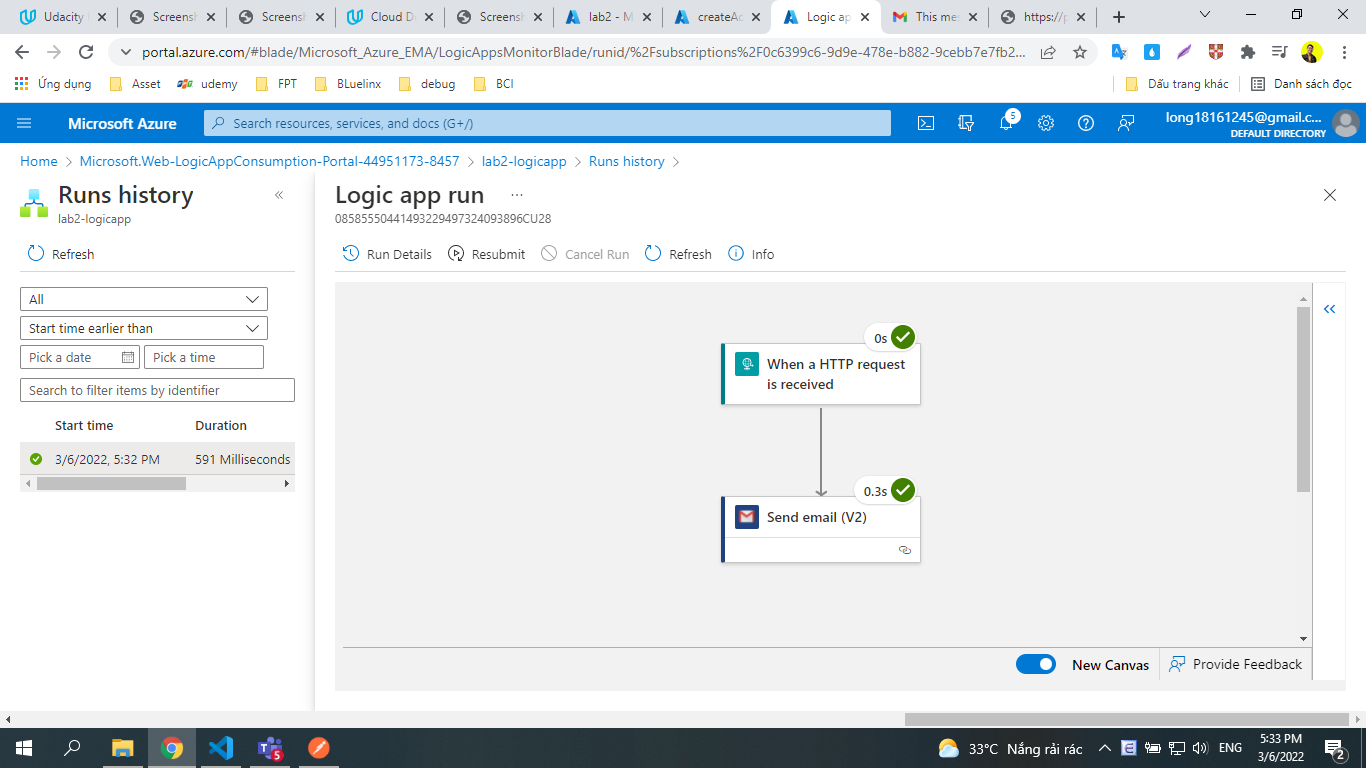 Udacity L
Screensh
Screensh
Cloud De
Screensh
lab2 - M
createAc
Logic ap
This mes
https://p
portal.azure.com/#blade/Microsoft_Azure_EMA/LogicAppsMonitorBlade/runid/%2Fsubscriptions%2F0c6399c6-9d9e-478e-b882-9cebb7e7fb2...
Ứng dụng
Asset
udemy
FPT
BLuelinx
debug
BCI
Dấu trang khác
Danh sách đọc
Microsoft Azure
Search resources, services, and docs (G+/)
5
long18161245@gmail.c...
DEFAULT DIRECTORY
Home > Microsoft.Web-LogicAppConsumption-Portal-44951173-8457 > lab2-logicapp > Runs history >
Runs history
lab2-logicapp
«
Refresh
All
Start time earlier than
Pick a date
Pick a time
Search to filter items by identifier
Start time Duration
3/6/2022, 5:32 PM 591 Milliseconds
Logic app run ...
08585550441493229497324093896CU28
Run Details
Resubmit
Cancel Run
Refresh
Info
0s
When a HTTP request
is received
0.3s
Send email (V2)
New Canvas
Provide Feedback
33°C Nắng rải rác
ENG
5:33 PM
3/6/2022
5
2